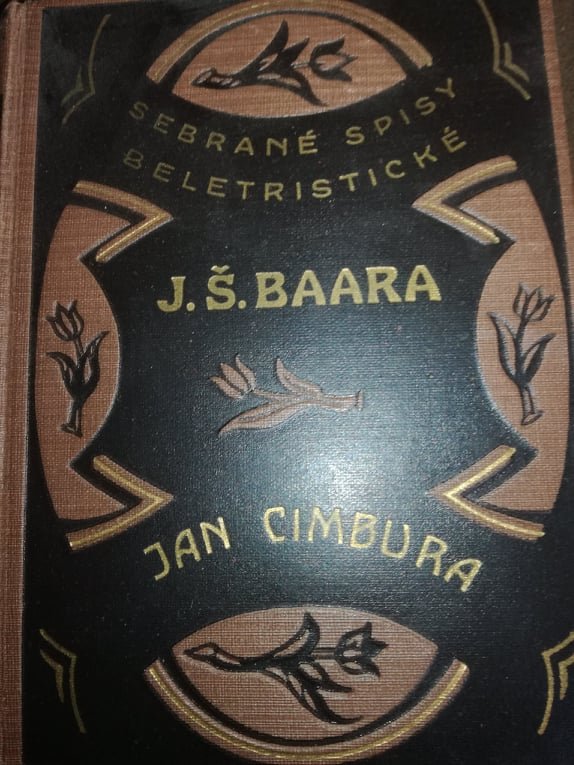 SEBRANÉ SPISY
BELETRISTICKÉ
J.Š.BAARA
JAN CIMBURA